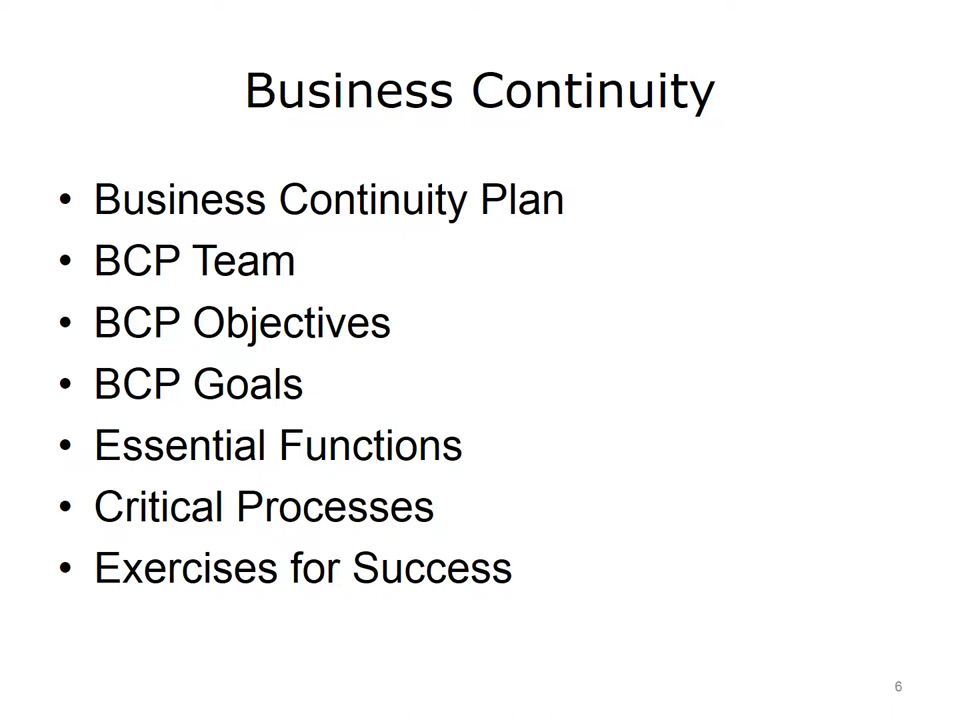 Business Continuity
• Business Continuity Plan
• BCP Team
• BCP Objectives
• BCP Goals
• Essential Functions
• Critical Processes
• Exercises for Success
6